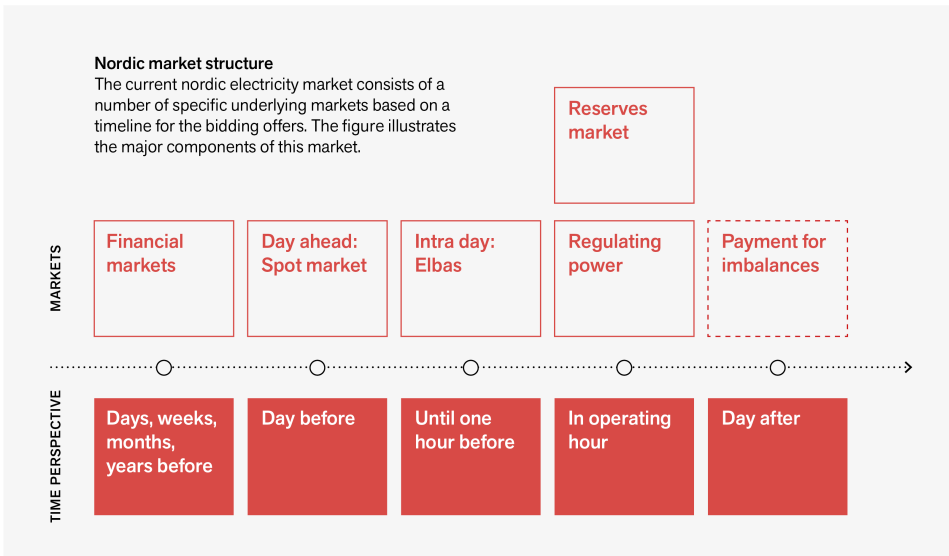 Nordic market structure
The current nordic electricity market consists of a
number of specific underlying markets based on a
timeline for the bidding offers. The figure illustrates
the major components of this market.
Reserves
market
MARKETS
Financial
markets
Day ahead:
Spot market
Intra day:
Elbas
Regulating
power
Payment for
imbalances
TIME PERSPECTIVE
Days, weeks,
months,
years before
Day before
Until one
hour before
In operating
hour
Day after